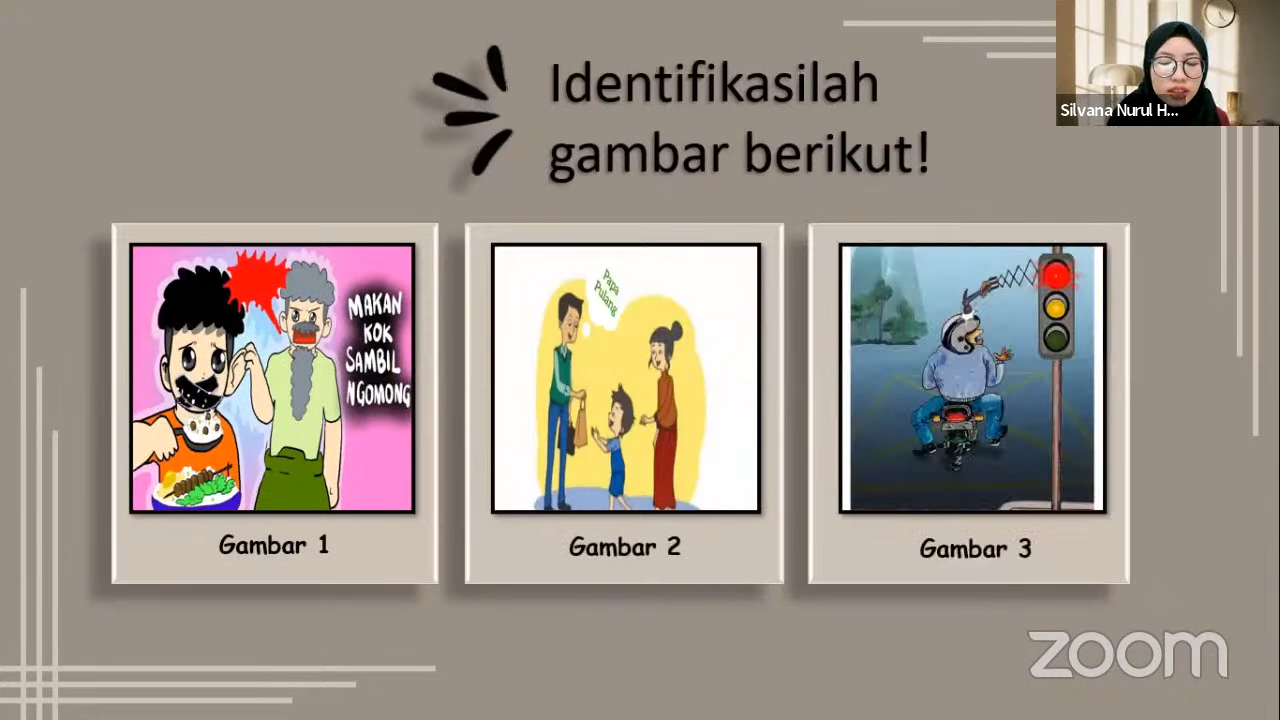 Identifikasilah
gambar berikut!
Silvana Nurul H...
MAKAN
KOK
SAMBIL
NGOMONG
Papa
Pulang
Gambar 1
Gambar 2
Gambar 3
zoom